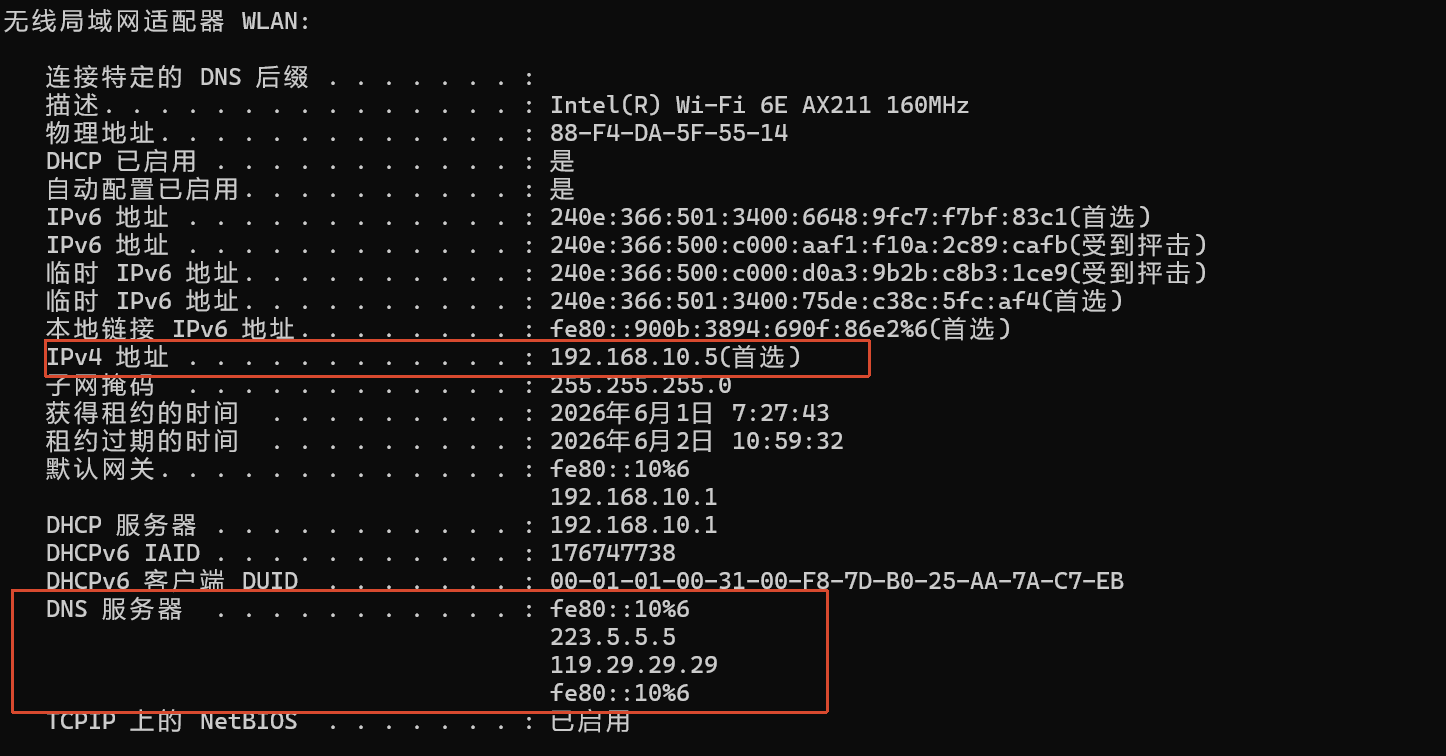 无线局域网适配器 WLAN:
连接特定的 DNS 后缀 . . . . . . . :
描述. . . . . . . . . . . . . . . : Intel(R) Wi-Fi 6E AX211 160MHz
物理地址. . . . . . . . . . . . . : 88-F4-DA-5F-55-14
DHCP 已启用 . . . . . . . . . . . : 是
自动配置已启用. . . . . . . . . . : 是
IPv6 地址 . . . . . . . . . . . . : 240e:366:501:3400:6648:9fc7:f7bf:83c1(首选)
IPv6 地址 . . . . . . . . . . . . : 240e:366:500:c000:aaf1:f10a:2c89:cafb(受到抨击)
临时 IPv6 地址. . . . . . . . . . : 240e:366:500:c000:d0a3:9b2b:c8b3:1ce9(受到抨击)
临时 IPv6 地址. . . . . . . . . . : 240e:366:501:3400:75de:c38c:5fc:af4(首选)
本地链接 IPv6 地址. . . . . . . . : fe80::900b:3894:690f:86e2%6(首选)
IPv4 地址 . . . . . . . . . . . . : 192.168.10.5(首选)
子网掩码  . . . . . . . . . . . . : 255.255.255.0
获得租约的时间  . . . . . . . . . : 2026年6月1日 7:27:43
租约过期的时间  . . . . . . . . . : 2026年6月2日 10:59:32
默认网关. . . . . . . . . . . . . : fe80::10%6
192.168.10.1
DHCP 服务器 . . . . . . . . . . . : 192.168.10.1
DHCPv6 IAID . . . . . . . . . . . : 176747738
DHCPv6 客户端 DUID  . . . . . . . : 00-01-01-00-31-00-F8-7D-B0-25-AA-7A-C7-EB
DNS 服务器  . . . . . . . . . . . : fe80::10%6
223.5.5.5
119.29.29.29
fe80::10%6
TCPIP 上的 NetBIOS  . . . . . . . : 已启用